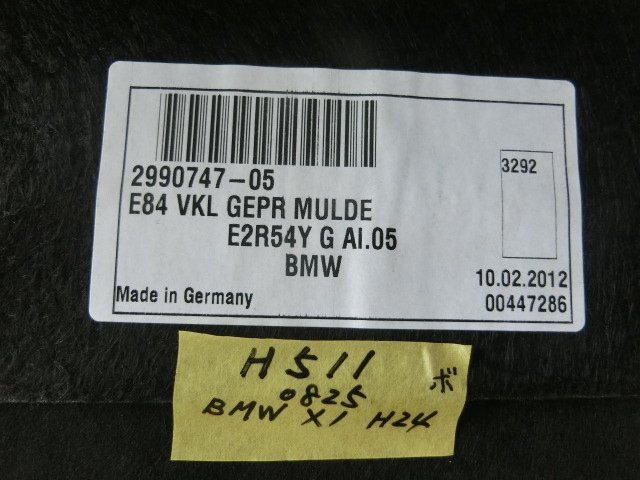 2990747-05
3292
E84 VKL GEPR MULDE
E2R54Y G AI.05
BMW
10.02.2012
Made in Germany
00447286
H511 ボ
0825
BMW X1 H24